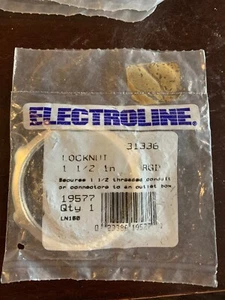 ELECTROLINE
31336
LOCKNUT
1 1/2 in RGD
Secures 1 1/2 threaded conduit
or connectors to an outlet box
19577
Qty 1
LN150